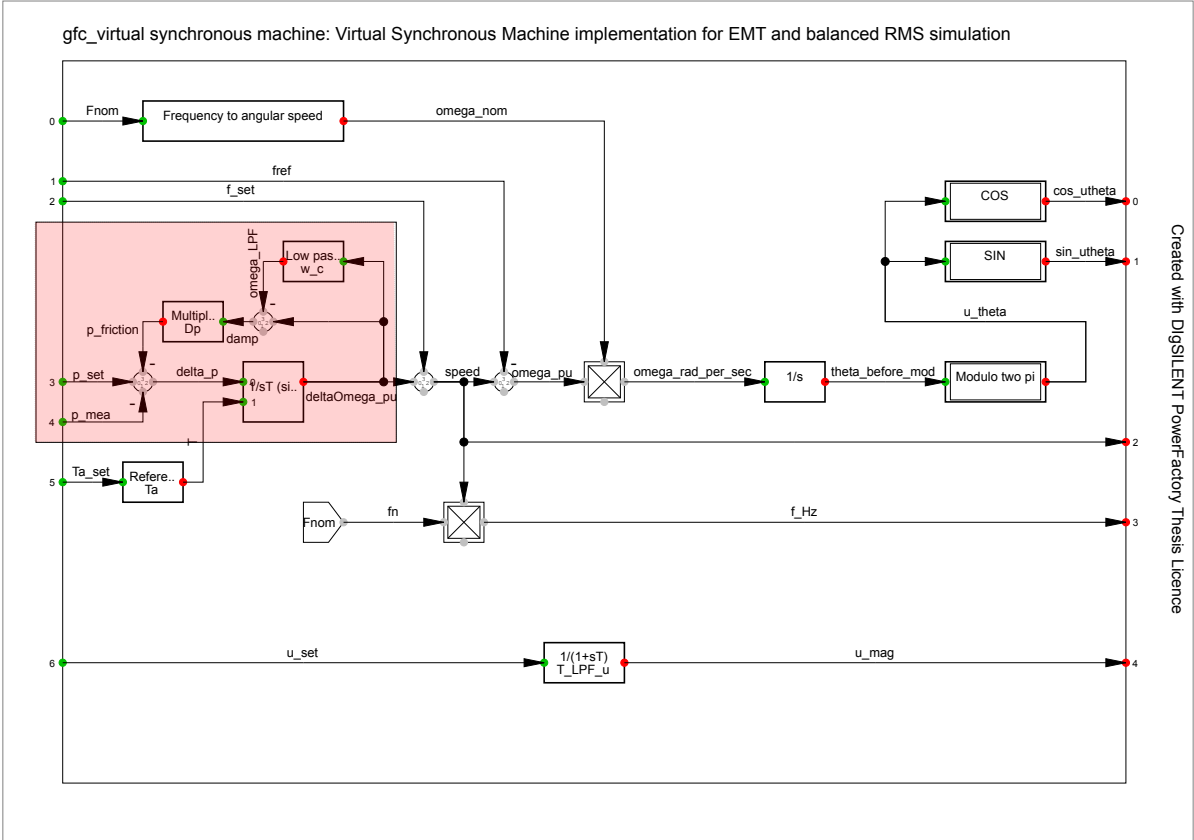 gfc_virtual synchronous machine: Virtual Synchronous Machine implementation for EMT and balanced RMS simulation
0
Fnom
Frequency to angular speed
omega_nom
1
fref
2
f_set
COS
cos_utheta
0
SIN
sin_utheta
1
omega_LPF
Low pas..
w_c
-
Multipl..
Dp
damp
p_friction
u_theta
-
3
p_set
delta_p
0
1/sT (si..
1
deltaOmega_pu
speed
-
omega_pu
omega_rad_per_sec
1/s
theta_before_mod
Modulo two pi
4
p_mea
-
T
2
5
Ta_set
Refere..
Ta
Fnom
fn
f_Hz
3
6
u_set
1/(1+sT)
T_LPF_u
u_mag
4
Created with DIgSILENT PowerFactory Thesis Licence